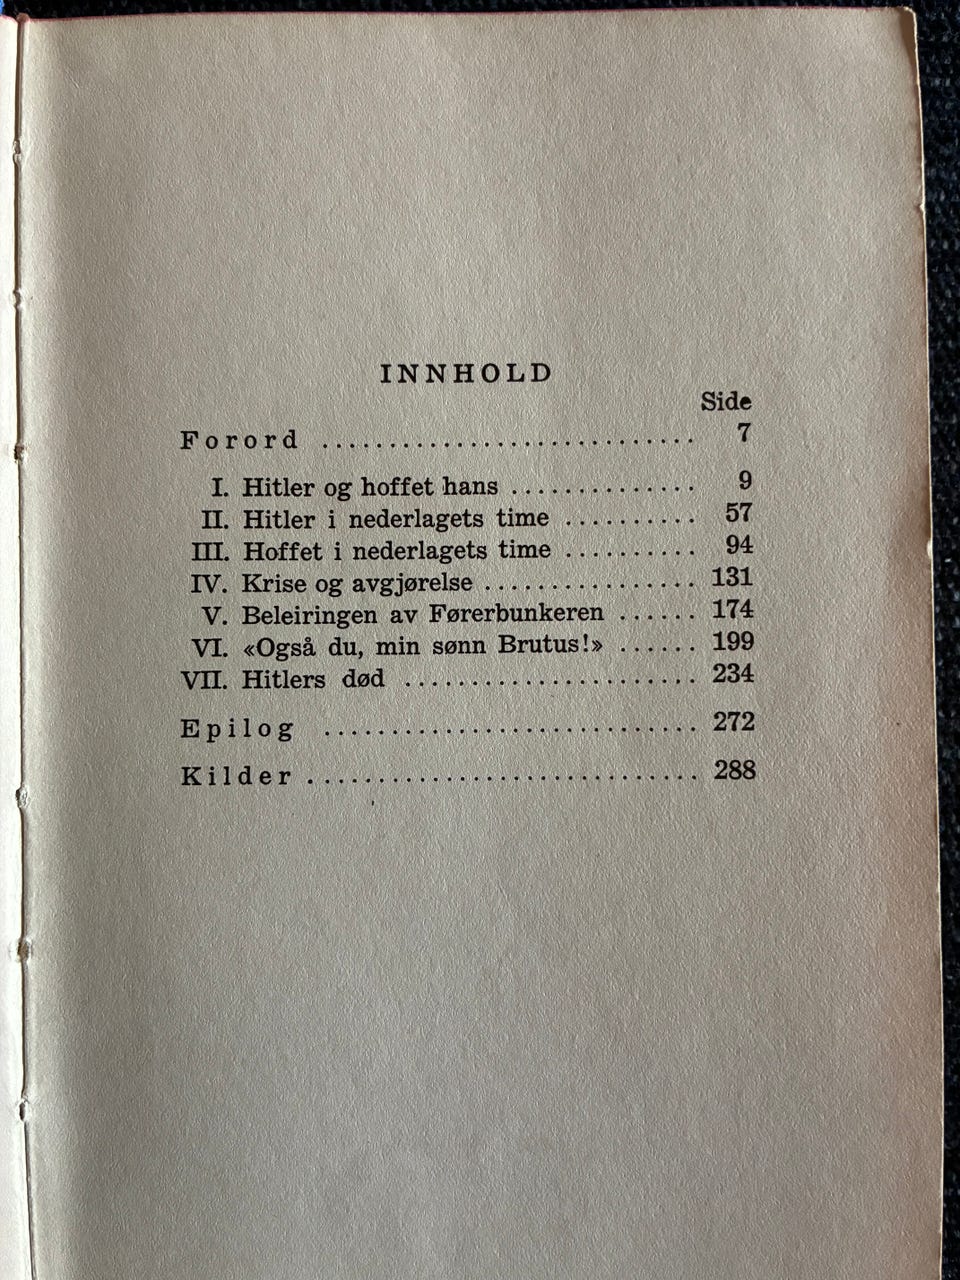 INNHOLD
Side
Forord ............................ 7
I. Hitler og hoffet hans .............. 9
II. Hitler i nederlagets time .......... 57
III. Hoffet i nederlagets time .......... 94
IV. Krise og avgjørelse ................ 131
V. Beleiringen av Førerbunkeren ...... 174
VI. «Også du, min sønn Brutus!» ...... 199
VII. Hitlers død ...................... 234
Epilog ............................ 272
Kilder ............................. 288